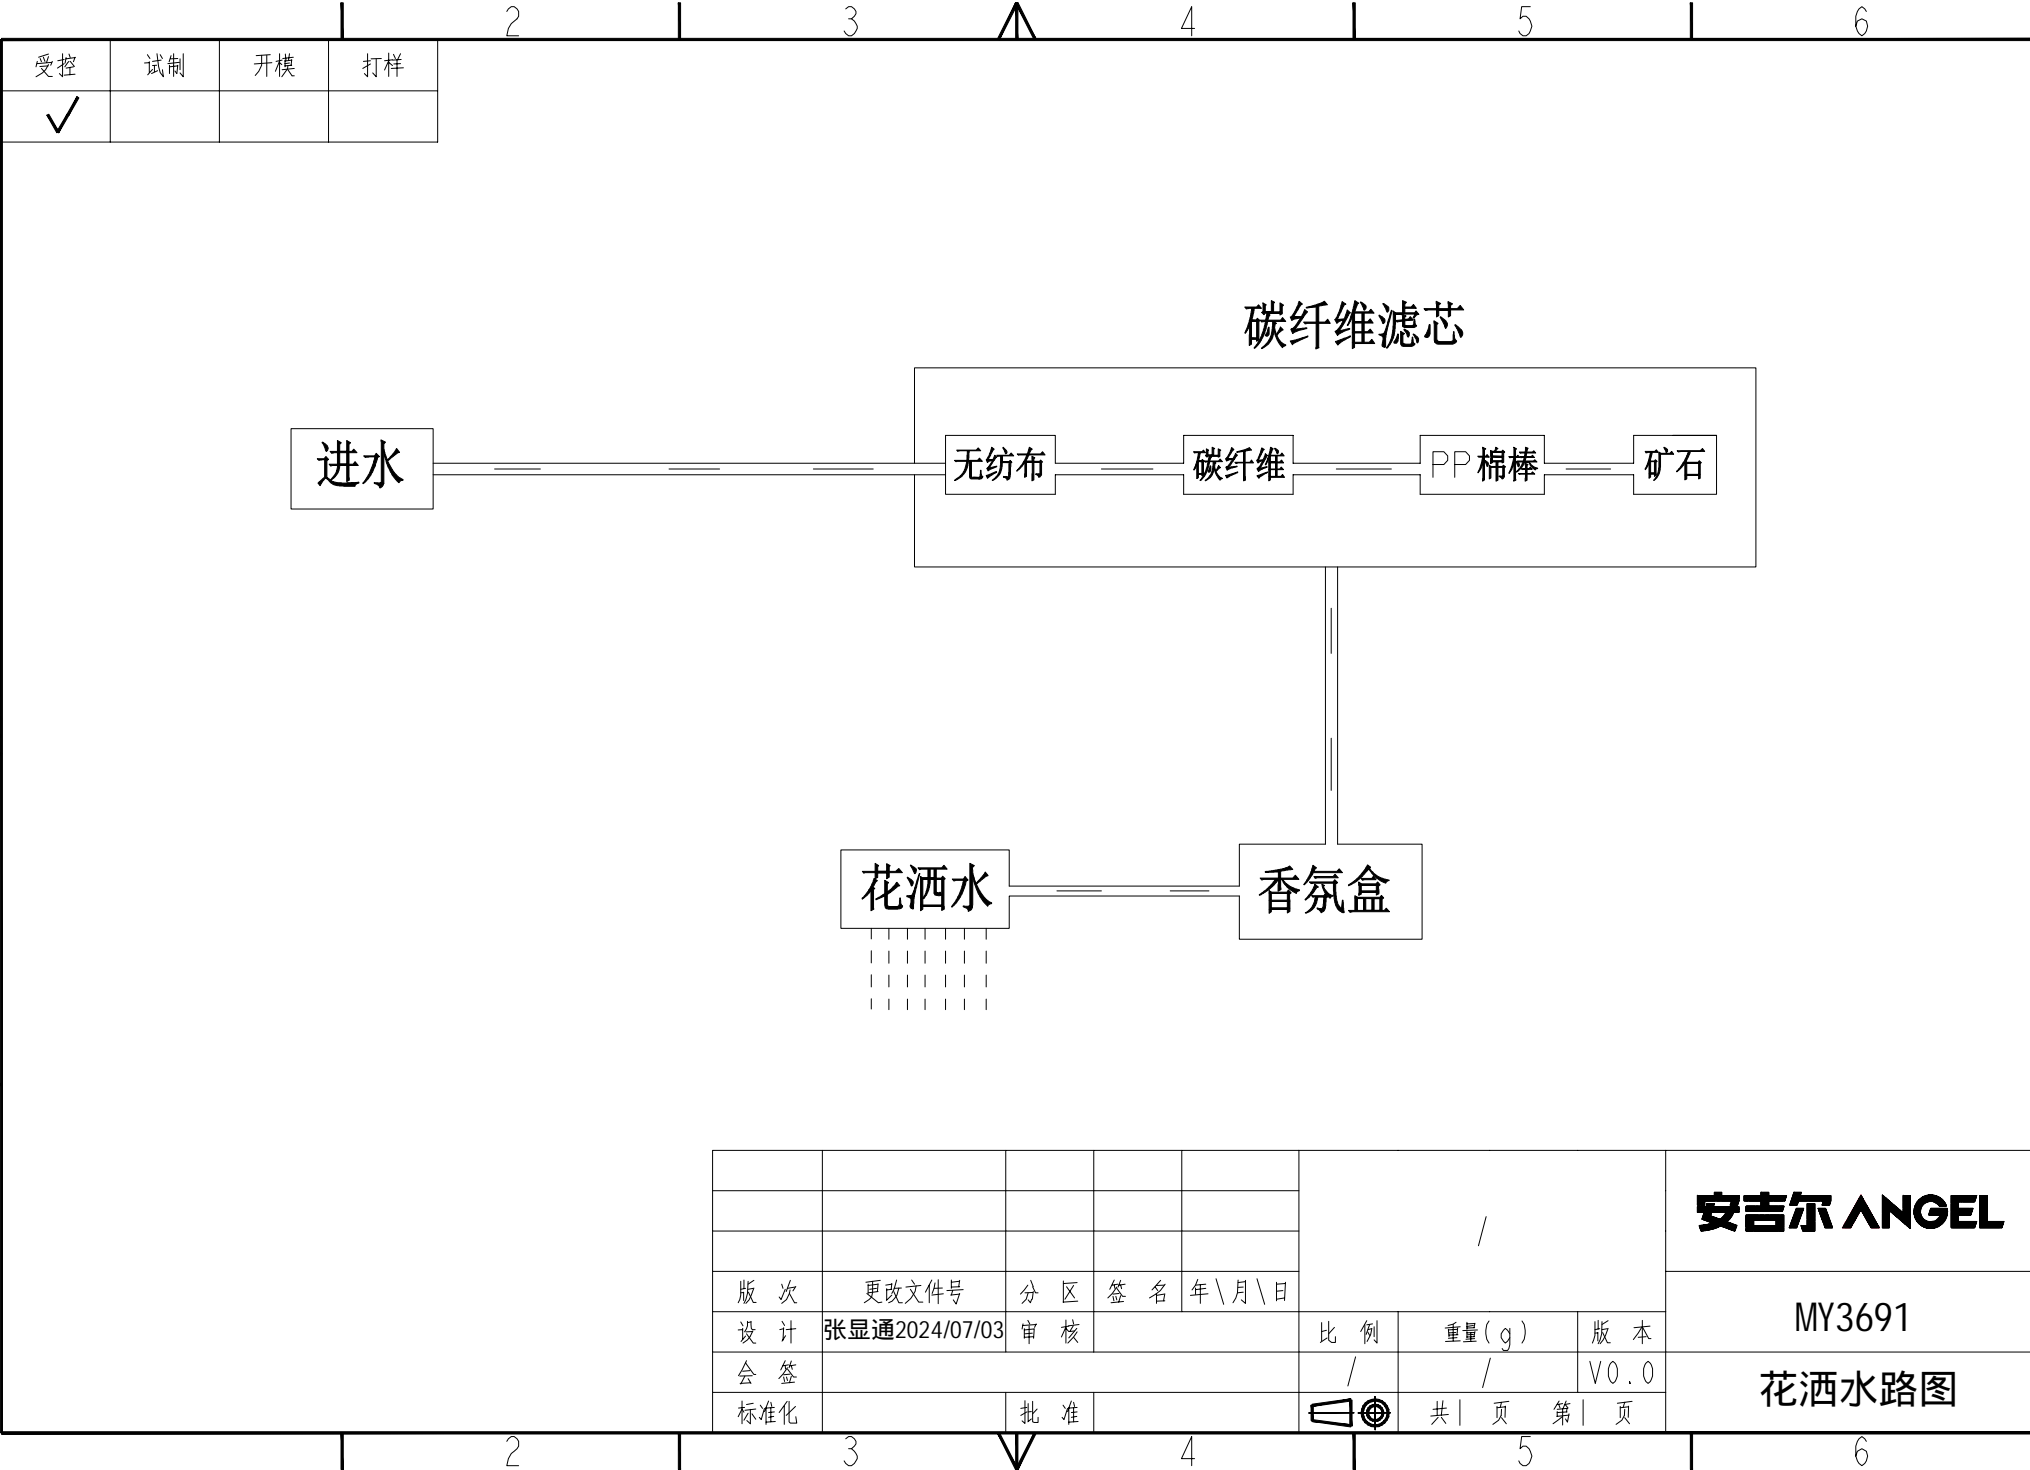 2 3 4 5 6
受控 试制 开模 打样
碳纤维滤芯
进水 无纺布 碳纤维 PP棉棒 矿石
花洒水 香氛盒
/
安吉尔 ANGEL
版 次 更改文件号 分 区 签 名 年\月\日
MY3691
设 计 张显通2024/07/03 审 核 比 例 重量(g) 版 本
会 签 / / V0.0
花洒水路图
标准化 批 准 共1 页 第1 页
2 3 4 5 6